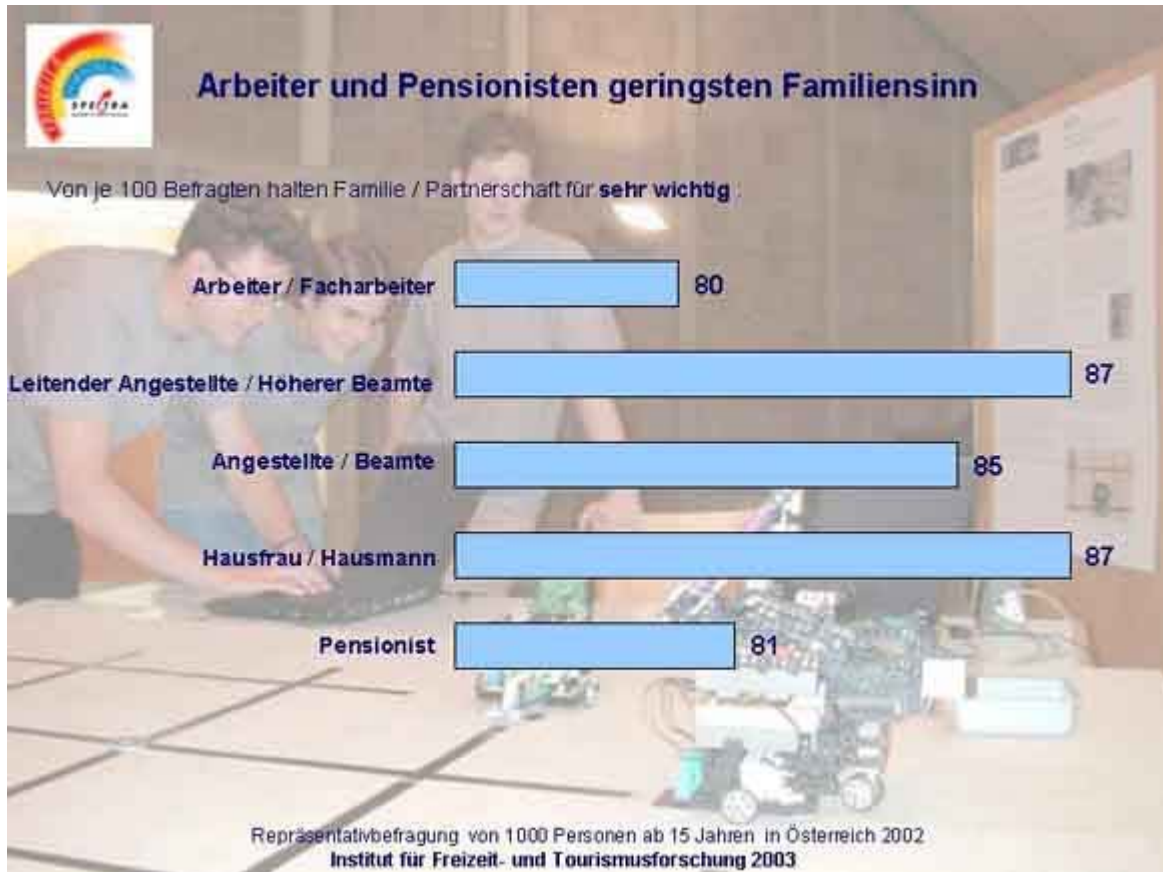 SPECTRA
Arbeiter und Pensionisten geringsten Familiensinn
Von je 100 Befragten halten Familie / Partnerschaft für sehr wichtig :
Arbeiter / Facharbeiter 80
Leitender Angestellte / Höherer Beamte 87
Angestellte / Beamte 85
Hausfrau / Hausmann 87
Pensionist 81
Repräsentativbefragung von 1000 Personen ab 15 Jahren in Österreich 2002
Institut für Freizeit- und Tourismusforschung 2003